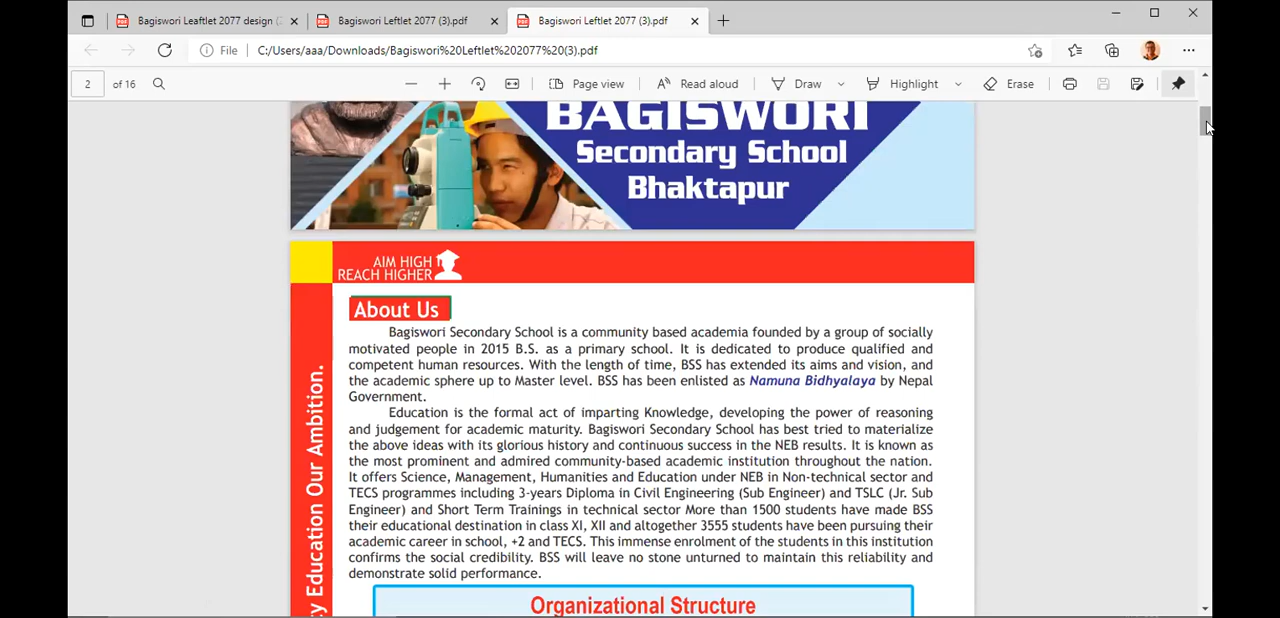 Bagiswori Leaftlet 2077 design (
Bagiswori Leftlet 2077 (3).pdf
Bagiswori Leftlet 2077 (3).pdf
File
C:/Users/aaa/Downloads/Bagiswori%20Leftlet%202077%20(3).pdf
2 of 16
Page view
Read aloud
Draw
Highlight
Erase
BAGISWORI
Secondary School
Bhaktapur
AIM HIGH
REACH HIGHER
About Us
Bagiswori Secondary School is a community based academia founded by a group of socially
motivated people in 2015 B.S. as a primary school. It is dedicated to produce qualified and
competent human resources. With the length of time, BSS has extended its aims and vision, and
the academic sphere up to Master level. BSS has been enlisted as Namuna Bidhyalaya by Nepal
Government.
Education is the formal act of imparting Knowledge, developing the power of reasoning
and judgement for academic maturity. Bagiswori Secondary School has best tried to materialize
the above ideas with its glorious history and continuous success in the NEB results. It is known as
the most prominent and admired community-based academic institution throughout the nation.
It offers Science, Management, Humanities and Education under NEB in Non-technical sector and
TECS programmes including 3-years Diploma in Civil Engineering (Sub Engineer) and TSLC (Jr. Sub
Engineer) and Short Term Trainings in technical sector More than 1500 students have made BSS
their educational destination in class XI, XII and altogether 3555 students have been pursuing their
academic career in school, +2 and TECS. This immense enrolment of the students in this institution
confirms the social credibility. BSS will leave no stone unturned to maintain this reliability and
demonstrate solid performance.
Organizational Structure
y Education Our Ambition.